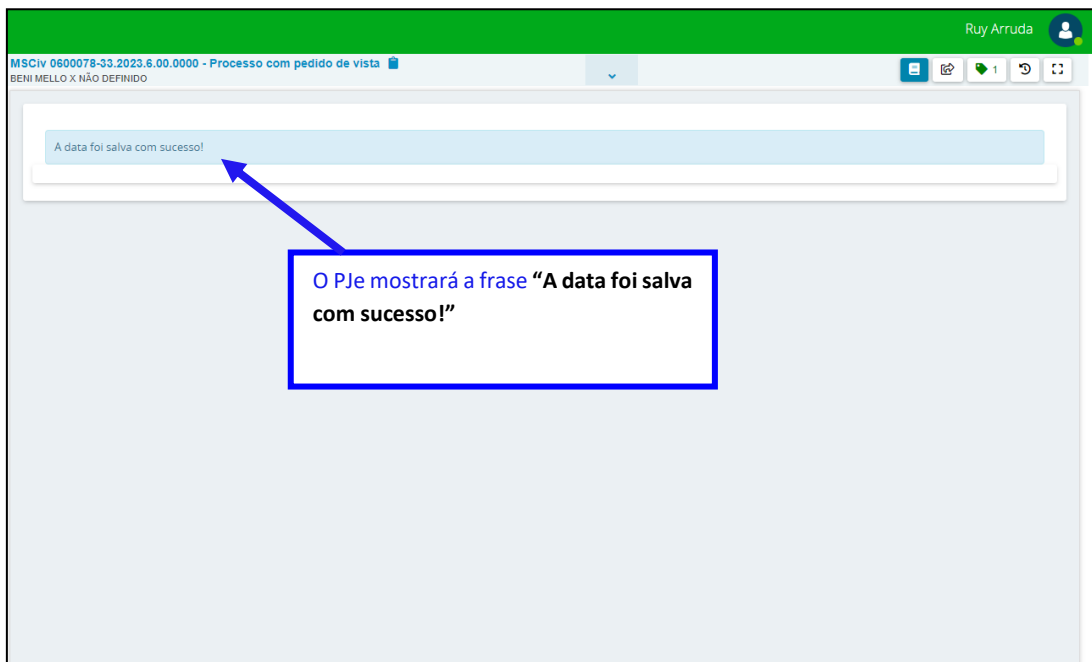 Ruy Arruda
MSCiv 0600078-33.2023.6.00.0000 - Processo com pedido de vista
BENI MELLO X NÃO DEFINIDO
1
A data foi salva com sucesso!
O PJe mostrará a frase “A data foi salva
com sucesso!”